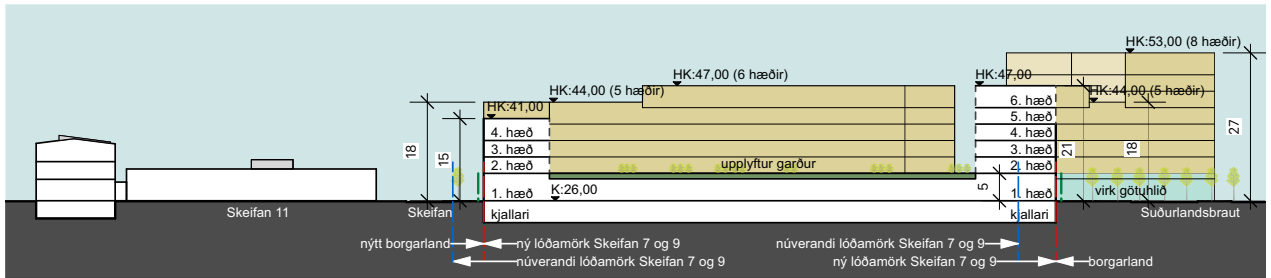 HK:53,00 (8 hæðir)
HK:47,00 (6 hæðir)
HK:47,00
HK:44,00 (5 hæðir)
HK:44,00 (5 hæðir)
HK:41,00
6. hæð
5. hæð
4. hæð
4. hæð
3. hæð
3. hæð
2. hæð
upplyftur garður
2. hæð
18
15
5
21
18
27
1. hæð
K:26,00
1. hæð
virk götuhlið
Skeifan 11
Skeifan
kjallari
kjallari
Suðurlandsbraut
nýtt borgarland
ný lóðamörk Skeifan 7 og 9
núverandi lóðamörk Skeifan 7 og 9
núverandi lóðamörk Skeifan 7 og 9
ný lóðamörk Skeifan 7 og 9
borgarland